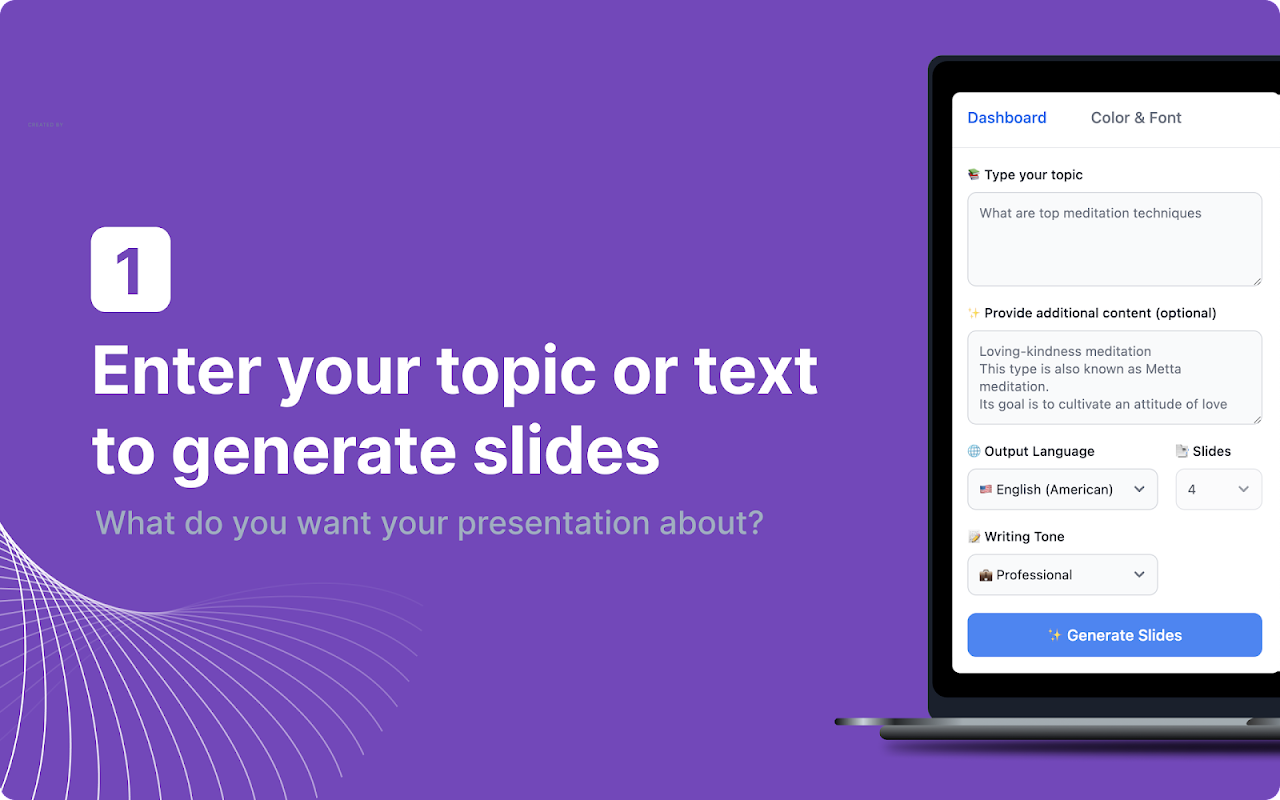 CREATED BY
1
Enter your topic or text
to generate slides
What do you want your presentation about?
Dashboard
Color & Font
Type your topic
What are top meditation techniques
Provide additional content (optional)
Loving-kindness meditation
This type is also known as Metta
meditation.
Its goal is to cultivate an attitude of love
Output Language
Slides
English (American)
4
Writing Tone
Professional
Generate Slides